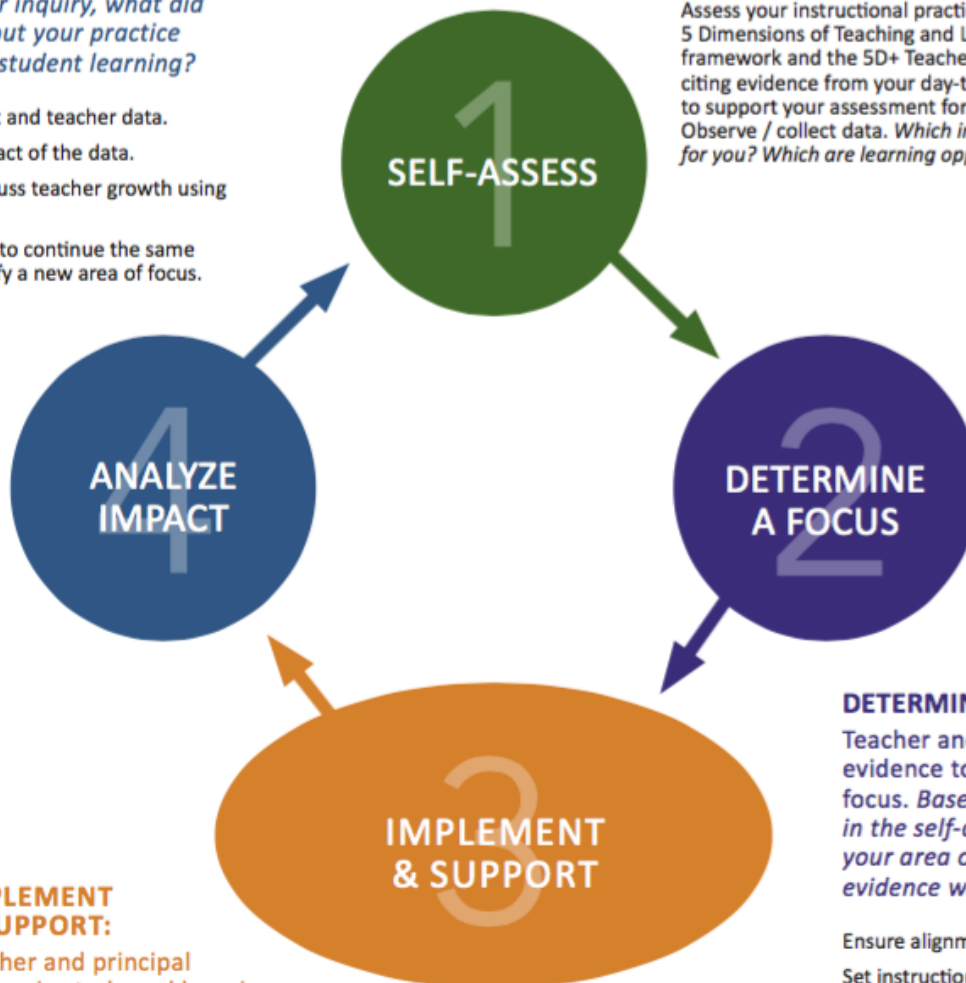 r inquiry, what did
out your practice
student learning?
and teacher data.
act of the data.
uss teacher growth using
to continue the same
fy a new area of focus.
Assess your instructional practi
5 Dimensions of Teaching and L
framework and the 5D+ Teache
citing evidence from your day-t
to support your assessment for
Observe / collect data. Which i
for you? Which are learning opp
1
SELF-ASSESS
2
DETERMINE
A FOCUS
3
IMPLEMENT
& SUPPORT
4
ANALYZE
IMPACT
DETERMIN
Teacher an
evidence to
focus. Base
in the self-
your area o
evidence w
Ensure alignm
Set instruction
PLEMENT
UPPORT:
her and principal